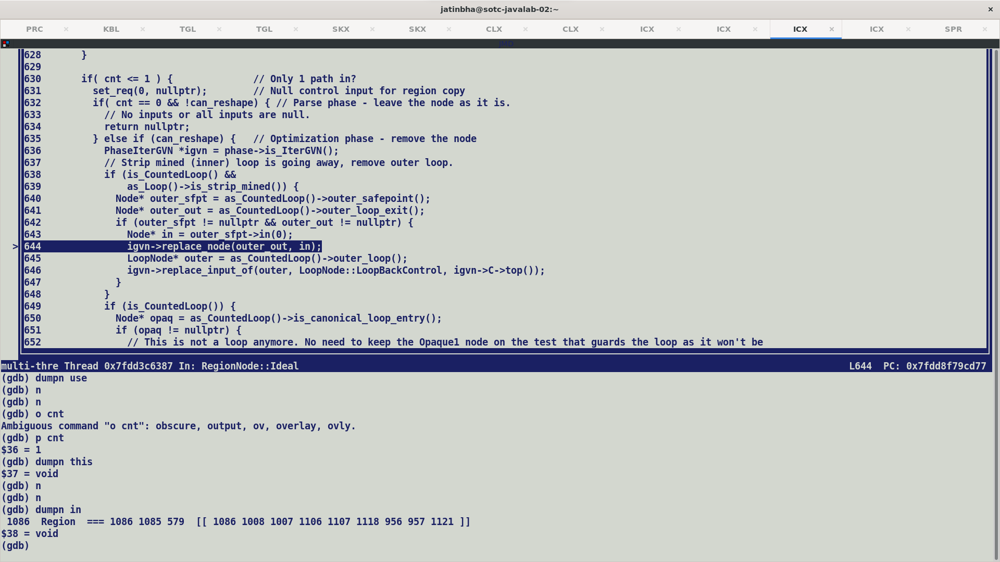 jatinbha@sotc-javalab-02:~ ×
PRC × KBL × TGL × TGL × SKX × SKX × CLX × CLX × ICX × ICX × ICX × ICX × SPR ×
JMD
628       }
629
630       if( cnt <= 1 ) {              // Only 1 path in?
631         set_req(0, nullptr);        // Null control input for region copy
632         if( cnt == 0 && !can_reshape) { // Parse phase - leave the node as it is.
633           // No inputs or all inputs are null.
634           return nullptr;
635         } else if (can_reshape) {   // Optimization phase - remove the node
636           PhaseIterGVN *igvn = phase->is_IterGVN();
637           // Strip mined (inner) loop is going away, remove outer loop.
638           if (is_CountedLoop() &&
639               as_Loop()->is_strip_mined()) {
640             Node* outer_sfpt = as_CountedLoop()->outer_safepoint();
641             Node* outer_out = as_CountedLoop()->outer_loop_exit();
642             if (outer_sfpt != nullptr && outer_out != nullptr) {
643               Node* in = outer_sfpt->in(0);
>644               igvn->replace_node(outer_out, in);
645               LoopNode* outer = as_CountedLoop()->outer_loop();
646               igvn->replace_input_of(outer, LoopNode::LoopBackControl, igvn->C->top());
647             }
648           }
649           if (is_CountedLoop()) {
650             Node* opaq = as_CountedLoop()->is_canonical_loop_entry();
651             if (opaq != nullptr) {
652               // This is not a loop anymore. No need to keep the Opaque1 node on the test that guards the loop as it won't be
multi-thre Thread 0x7fdd3c6387 In: RegionNode::Ideal L644 PC: 0x7fdd8f79cd77
(gdb) dumpn use
(gdb) n
(gdb) n
(gdb) o cnt
Ambiguous command "o cnt": obscure, output, ov, overlay, ovly.
(gdb) p cnt
$36 = 1
(gdb) dumpn this
$37 = void
(gdb) n
(gdb) n
(gdb) dumpn in
 1086  Region  === 1086 1085 579  [[ 1086 1008 1007 1106 1107 1118 956 957 1121 ]]
$38 = void
(gdb)